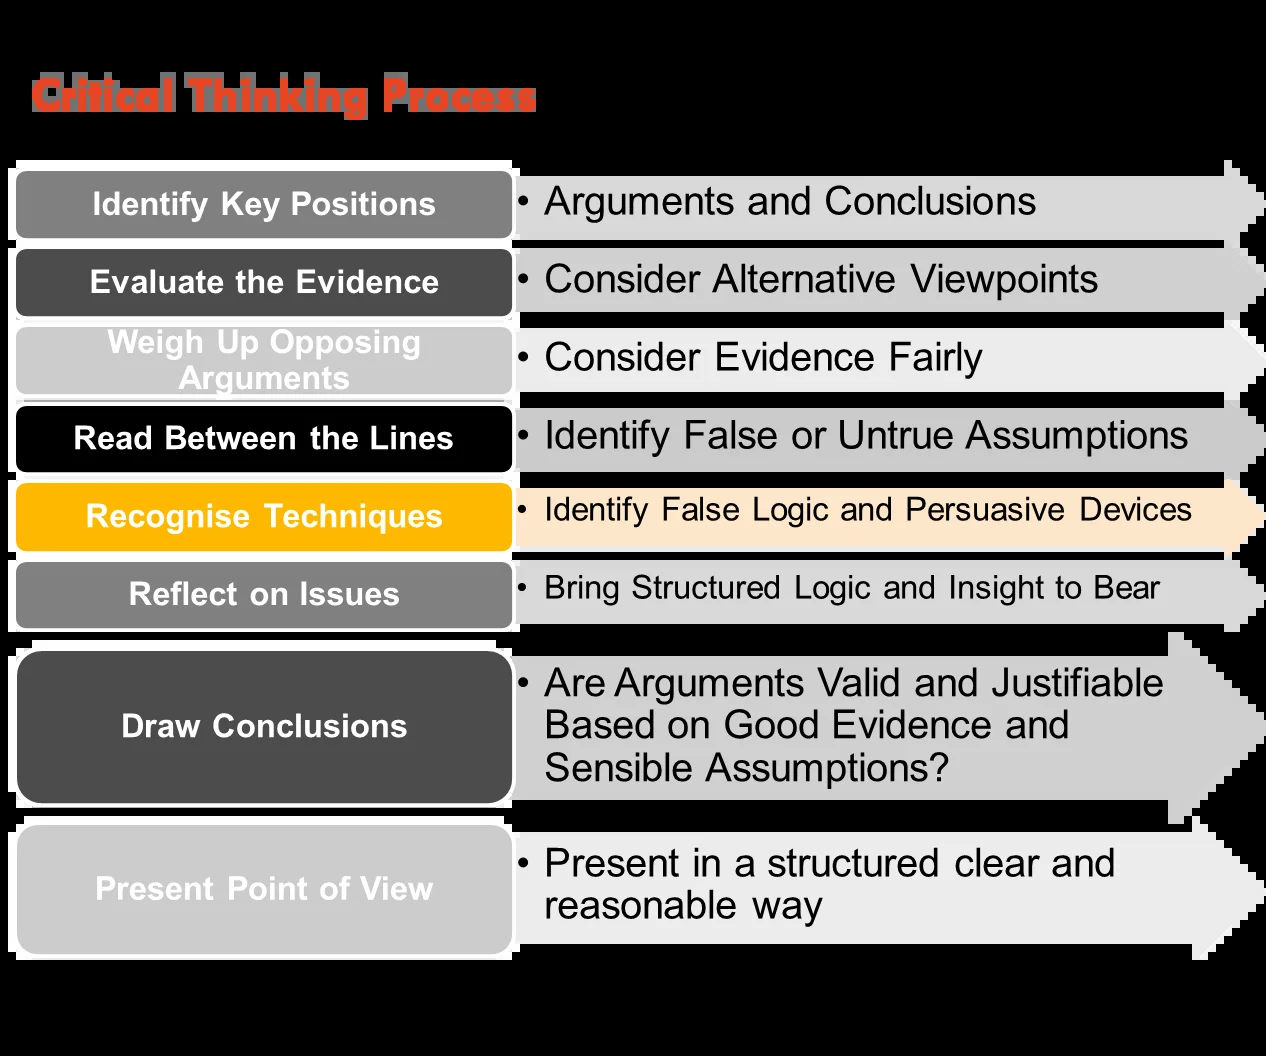 Critical Thinking Process
Identify Key Positions
• Arguments and Conclusions
Evaluate the Evidence
• Consider Alternative Viewpoints
Weigh Up Opposing
Arguments
• Consider Evidence Fairly
Read Between the Lines
• Identify False or Untrue Assumptions
Recognise Techniques
• Identify False Logic and Persuasive Devices
Reflect on Issues
• Bring Structured Logic and Insight to Bear
Draw Conclusions
• Are Arguments Valid and Justifiable
Based on Good Evidence and
Sensible Assumptions?
Present Point of View
• Present in a structured clear and
reasonable way